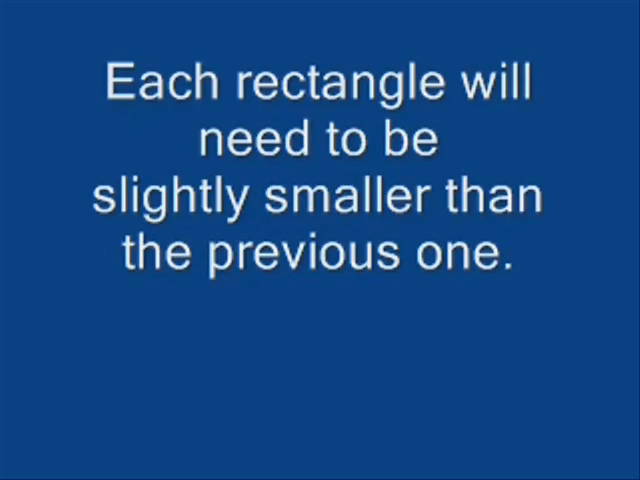 Each rectangle will
need to be
slightly smaller than
the previous one.